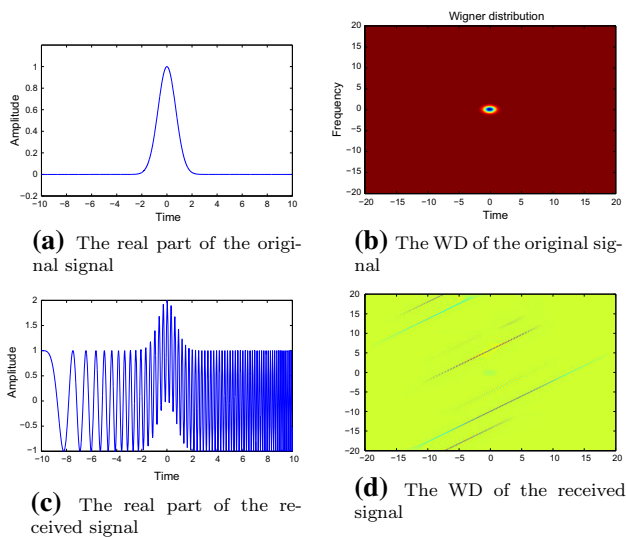 Amplitude
1
0.8
0.6
0.4
0.2
0
−0.2
−10 −8 −6 −4 −2 0 2 4 6 8 10
Time
(a) The real part of the origi-
nal signal
Wigner distribution
Frequency
20
15
10
5
0
−5
−10
−15
−20
−20 −15 −10 −5 0 5 10 15 20
Time
(b) The WD of the original sig-
nal
Amplitude
2
1.5
1
0.5
0
−0.5
−1
−10 −8 −6 −4 −2 0 2 4 6 8 10
Time
(c) The real part of the re-
ceived signal
20
15
10
5
0
−5
−10
−15
−20
−20 −15 −10 −5 0 5 10 15 20
(d) The WD of the received
signal